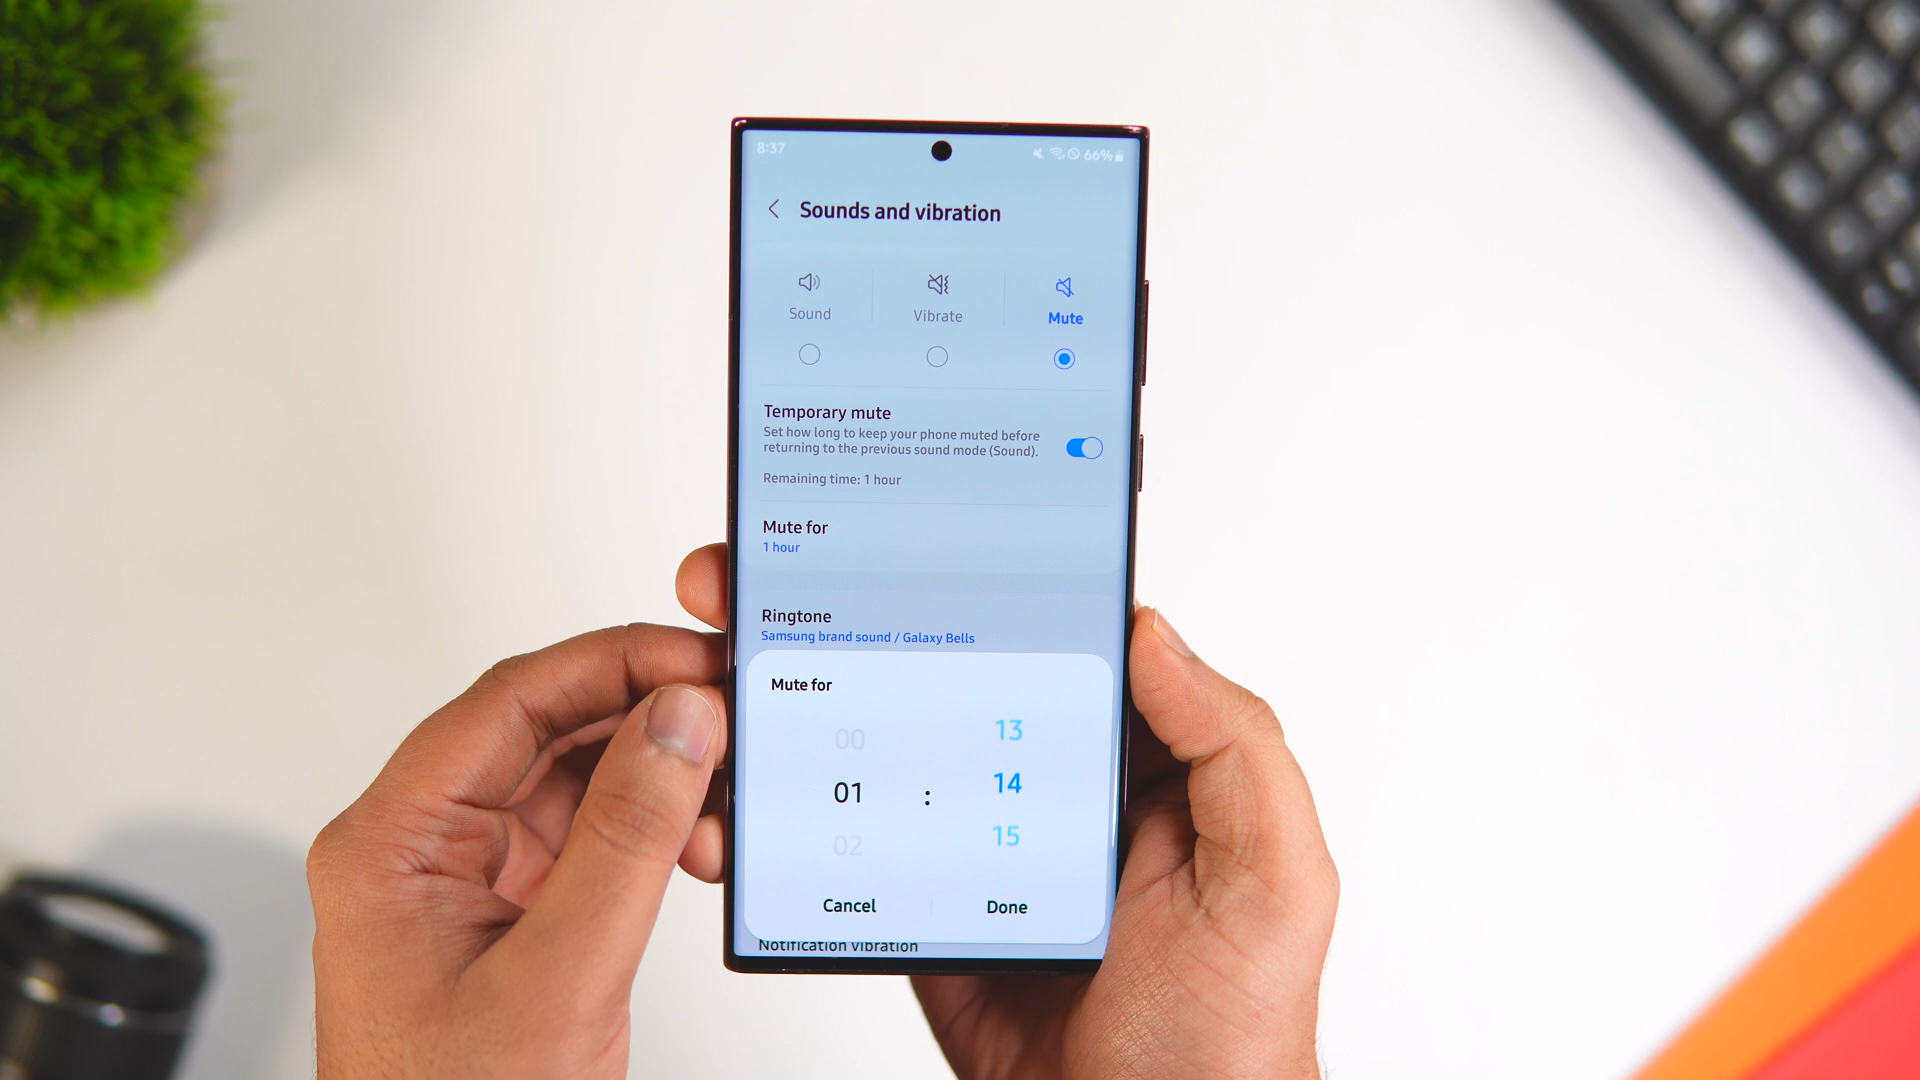 8:37
66%
Sounds and vibration
Sound
Vibrate
Mute
Temporary mute
Set how long to keep your phone muted before
returning to the previous sound mode (Sound).
Remaining time: 1 hour
Mute for
1 hour
Ringtone
Samsung brand sound / Galaxy Bells
Mute for
00
13
01 : 14
02
15
Cancel
Done
Notification vibration